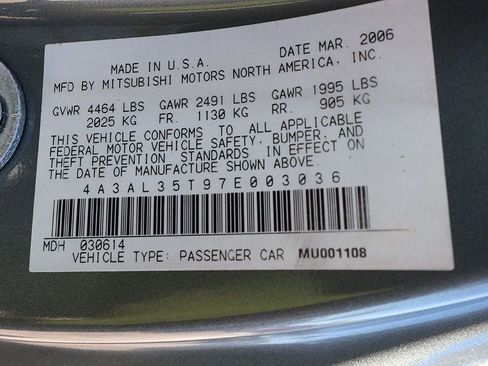 MADE IN U.S.A. DATE MAR. 2006
MFD BY MITSUBISHI MOTORS NORTH AMERICA, INC.
GVWR 4464 LBS GAWR 2491 LBS GAWR 1995 LBS
2025 KG FR. 1130 KG RR. 905 KG
THIS VEHICLE CONFORMS TO ALL APPLICABLE
FEDERAL MOTOR VEHICLE SAFETY, BUMPER, AND
THEFT PREVENTION STANDARDS IN EFFECT ON
THE DATE OF MANUFACTURE SHOWN ABOVE.
4A3AL35T97E003036
MDH 030614
VEHICLE TYPE: PASSENGER CAR MU001108